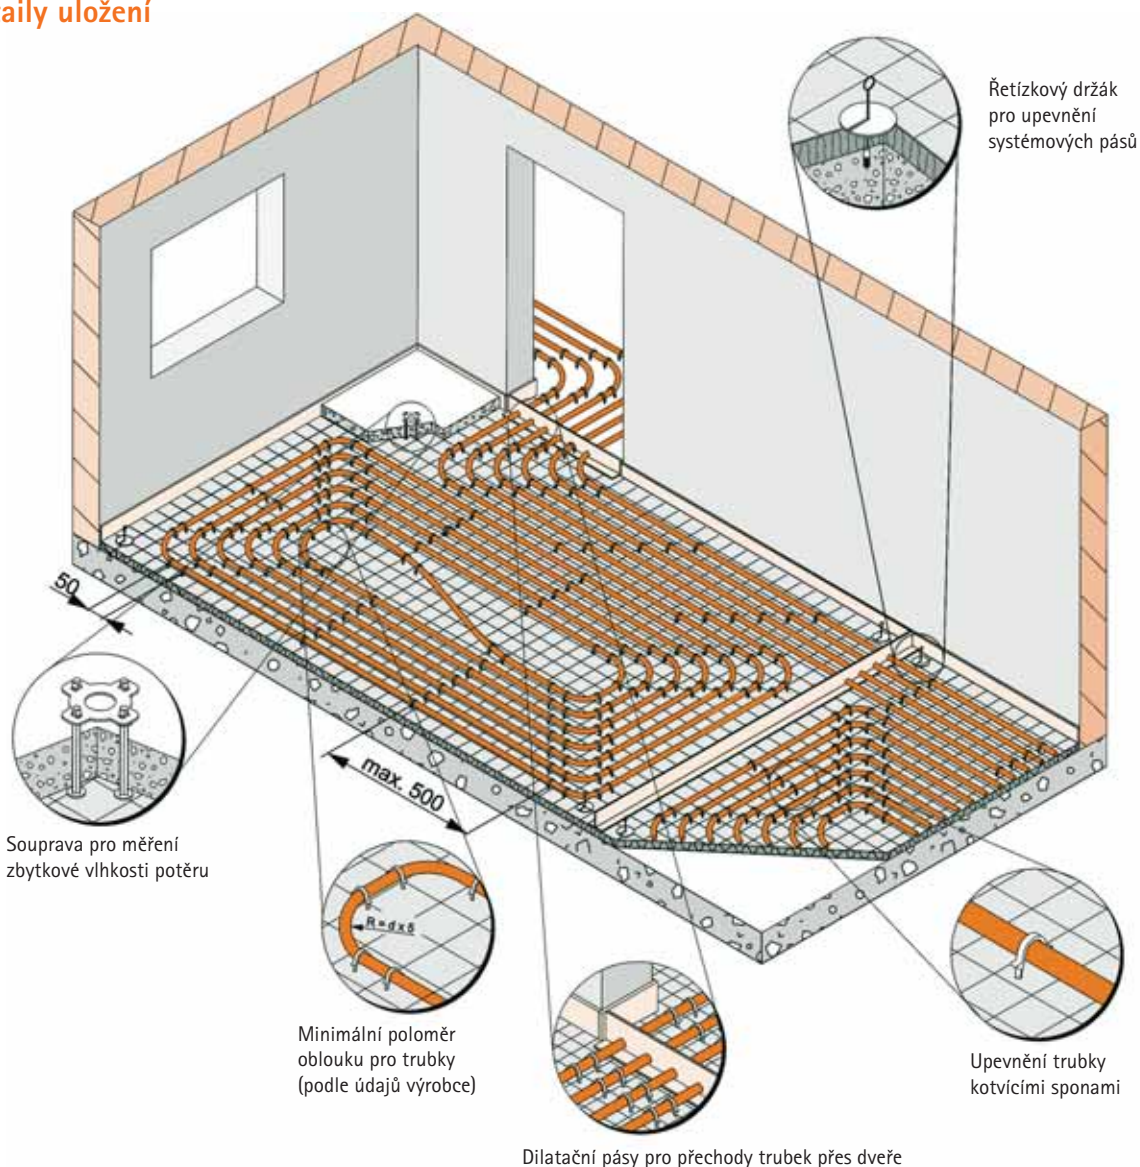 aily uložení
Řetízkový držák
pro upevnění
systémových pásů
50
max. 500
Souprava pro měření
zbytkové vlhkosti potěru
R = d x 5
Minimální poloměr
oblouku pro trubky
(podle údajů výrobce)
Upevnění trubky
kotvícími sponami
Dilatační pásy pro přechody trubek přes dveře